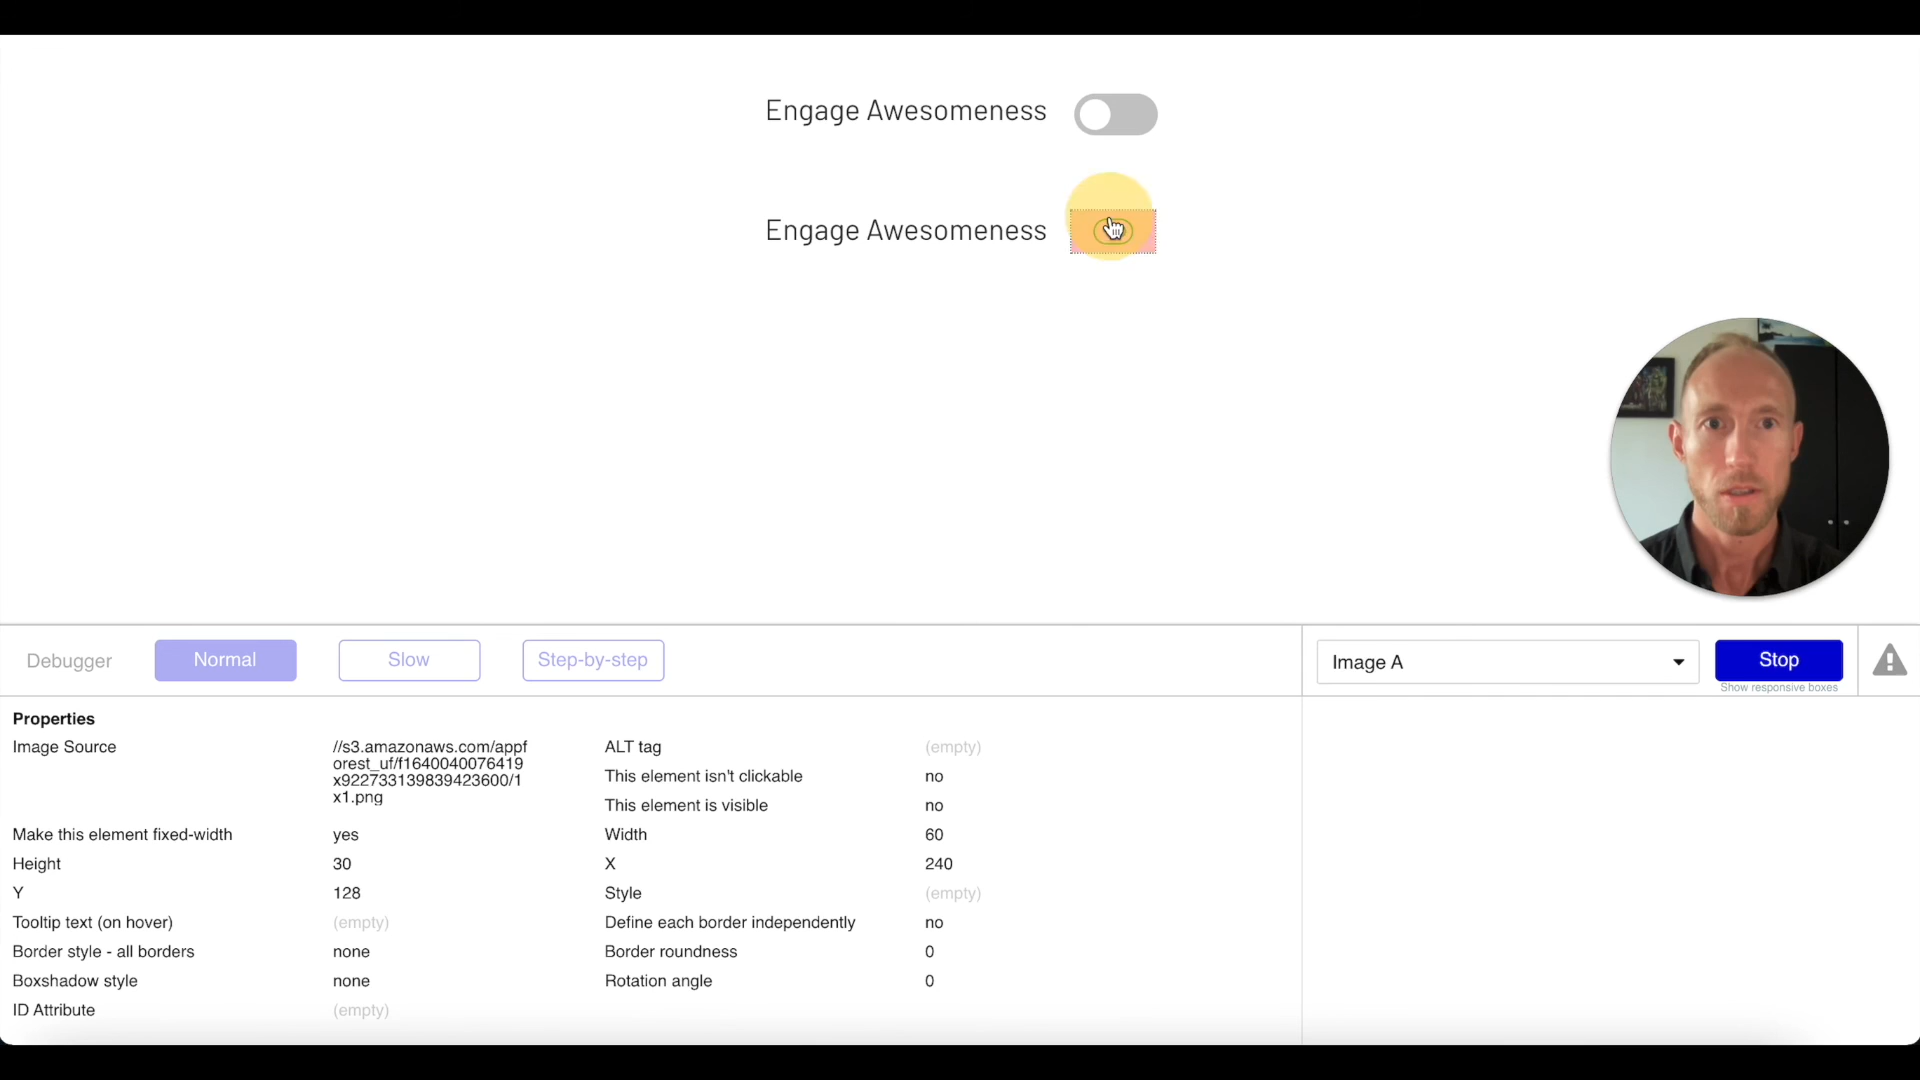 Engage Awesomeness
Engage Awesomeness
Debugger
Normal
Slow
Step-by-step
Image A
Stop
Show responsive boxes
Properties
Image Source
//s3.amazonaws.com/appf
orest_uf/f1640040076419
x922733139839423600/1
x1.png
ALT tag
(empty)
This element isn't clickable
no
This element is visible
no
Make this element fixed-width
yes
Width
60
Height
30
X
240
Y
128
Style
(empty)
Tooltip text (on hover)
(empty)
Define each border independently
no
Border style - all borders
none
Border roundness
0
Boxshadow style
none
Rotation angle
0
ID Attribute
(empty)